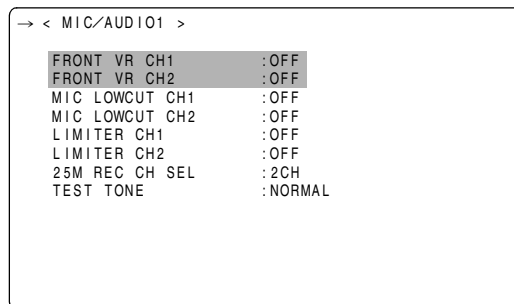 → < MIC/AUDIO1 >
FRONT VR CH1 :OFF
FRONT VR CH2 :OFF
MIC LOWCUT CH1 :OFF
MIC LOWCUT CH2 :OFF
LIMITER CH1 :OFF
LIMITER CH2 :OFF
25M REC CH SEL :2CH
TEST TONE :NORMAL